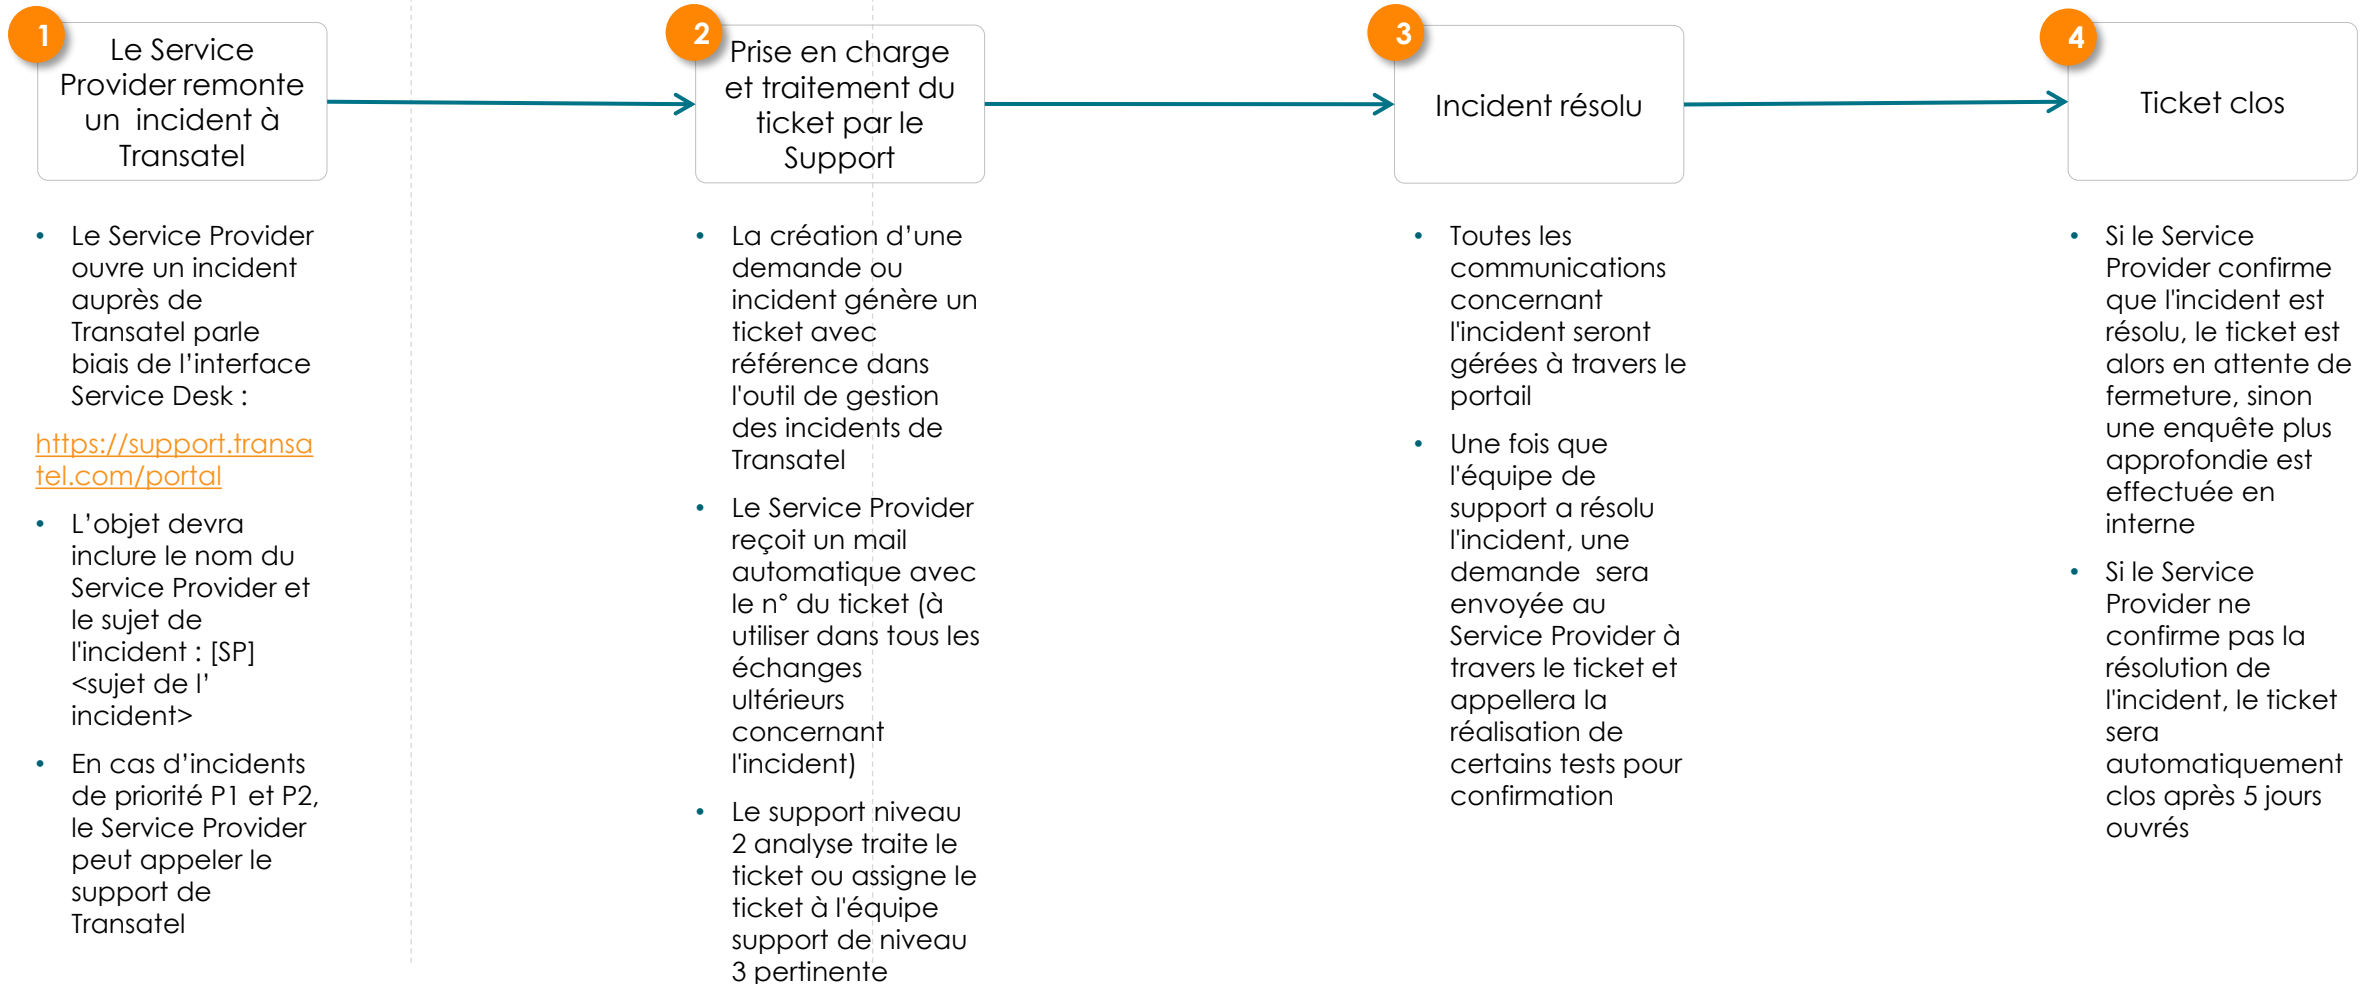 1
Le Service
Provider remonte
un  incident à
Transatel
2
Prise en charge
et traitement du
ticket par le
Support
3
Incident résolu
4
Ticket clos
• Le Service Provider
ouvre un incident
auprès de
Transatel parle
biais de l’interface
Service Desk :
https://support.transa
tel.com/portal
• L’objet devra
inclure le nom du
Service Provider et
le sujet de
l'incident : [SP]
<sujet de l’
incident>
• En cas d’incidents
de priorité P1 et P2,
le Service Provider
peut appeler le
support de
Transatel
• La création d’une
demande ou
incident génère un
ticket avec
référence dans
l'outil de gestion
des incidents de
Transatel
• Le Service Provider
reçoit un mail
automatique avec
le n° du ticket (à
utiliser dans tous les
échanges
ultérieurs
concernant
l'incident)
• Le support niveau
2 analyse traite le
ticket ou assigne le
ticket à l'équipe
support de niveau
3 pertinente
• Toutes les
communications
concernant
l'incident seront
gérées à travers le
portail
• Une fois que
l'équipe de
support a résolu
l'incident, une
demande  sera
envoyée au
Service Provider à
travers le ticket et
appellera la
réalisation de
certains tests pour
confirmation
• Si le Service
Provider confirme
que l'incident est
résolu, le ticket est
alors en attente de
fermeture, sinon
une enquête plus
approfondie est
effectuée en
interne
• Si le Service
Provider ne
confirme pas la
résolution de
l'incident, le ticket
sera
automatiquement
clos après 5 jours
ouvrés